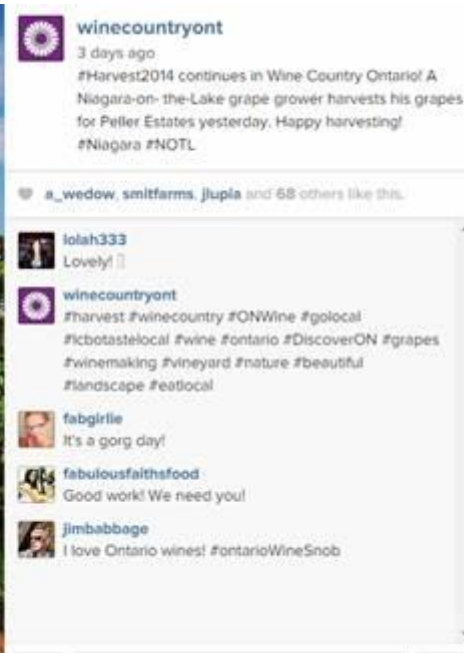 winecountryont
3 days ago
#Harvest2014 continues in Wine Country Ontario! A
Niagara-on- the-Lake grape grower harvests his grapes
for Peller Estates yesterday. Happy harvesting!
#Niagara #NOTL
a_wedow, smitfarms, jlupia and 68 others like this.
lolah333
Lovely!
winecountryont
#harvest #winecountry #ONWine #golocal
#lcbotastelocal #wine #ontario #DiscoverON #grapes
#winemaking #vineyard #nature #beautiful
#landscape #eatlocal
fabgirlie
It's a gorg day!
fabulousfaithsfood
Good work! We need you!
jimbabbage
I love Ontario wines! #ontarioWineSnob